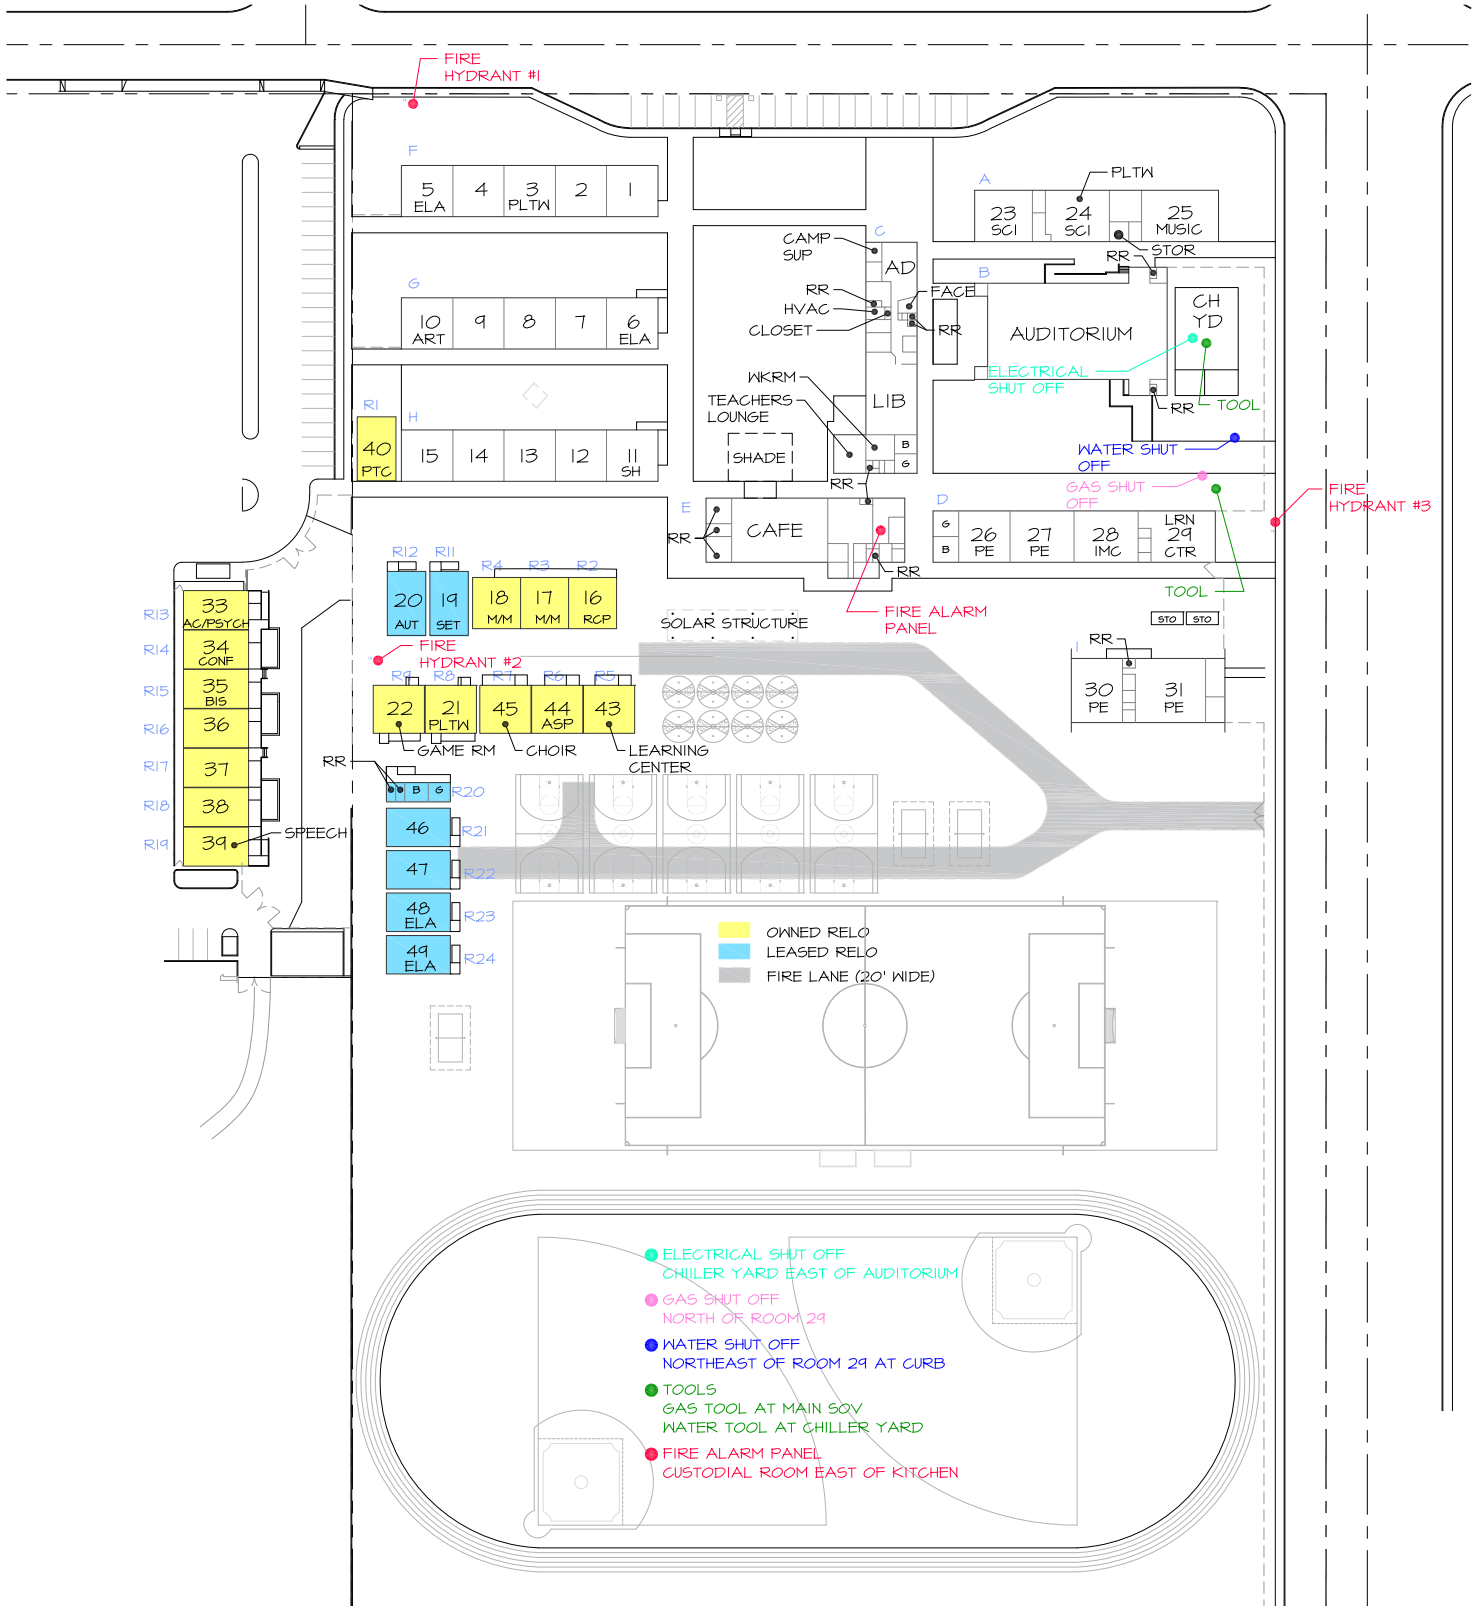 FIRE
HYDRANT #1
F
5
ELA
4
3
PLTW
2
1
A
PLTW
23
SCI
24
SCI
25
MUSIC
STOR
C
CAMP
SUP
AD
RR
HVAC
CLOSET
FACE
RR
B
RR
AUDITORIUM
CH
YD
ELECTRICAL
SHUT OFF
TOOL
RR
G
10
ART
9
8
7
6
ELA
WKRM
TEACHERS
LOUNGE
LIB
B
G
RR
SHADE
WATER SHUT
OFF
GAS SHUT
OFF
FIRE
HYDRANT #3
R1
40
PTC
H
15
14
13
12
11
SH
E
RR
CAFE
RR
D
G
B
26
PE
27
PE
28
IMC
LRN
29
CTR
TOOL
FIRE ALARM
PANEL
R12
20
AUT
R11
19
SET
R4
18
M/M
R3
17
M/M
R2
16
RCP
SOLAR STRUCTURE
STO
STO
FIRE
HYDRANT #2
R13
33
AC/PSYCH
R14
34
CONF
R15
35
BIS
R16
36
R17
37
R18
38
R19
39
SPEECH
R9
22
GAME RM
R8
21
PLTW
R7
45
CHOIR
R6
44
ASP
R5
43
LEARNING
CENTER
I
RR
30
PE
31
PE
RR
B
G
R20
46
R21
47
R22
48
ELA
R23
49
ELA
R24
OWNED RELO
LEASED RELO
FIRE LANE (20' WIDE)
ELECTRICAL SHUT OFF
CHIILER YARD EAST OF AUDITORIUM
GAS SHUT OFF
NORTH OF ROOM 29
WATER SHUT OFF
NORTHEAST OF ROOM 29 AT CURB
TOOLS
GAS TOOL AT MAIN SOV
WATER TOOL AT CHILLER YARD
FIRE ALARM PANEL
CUSTODIAL ROOM EAST OF KITCHEN